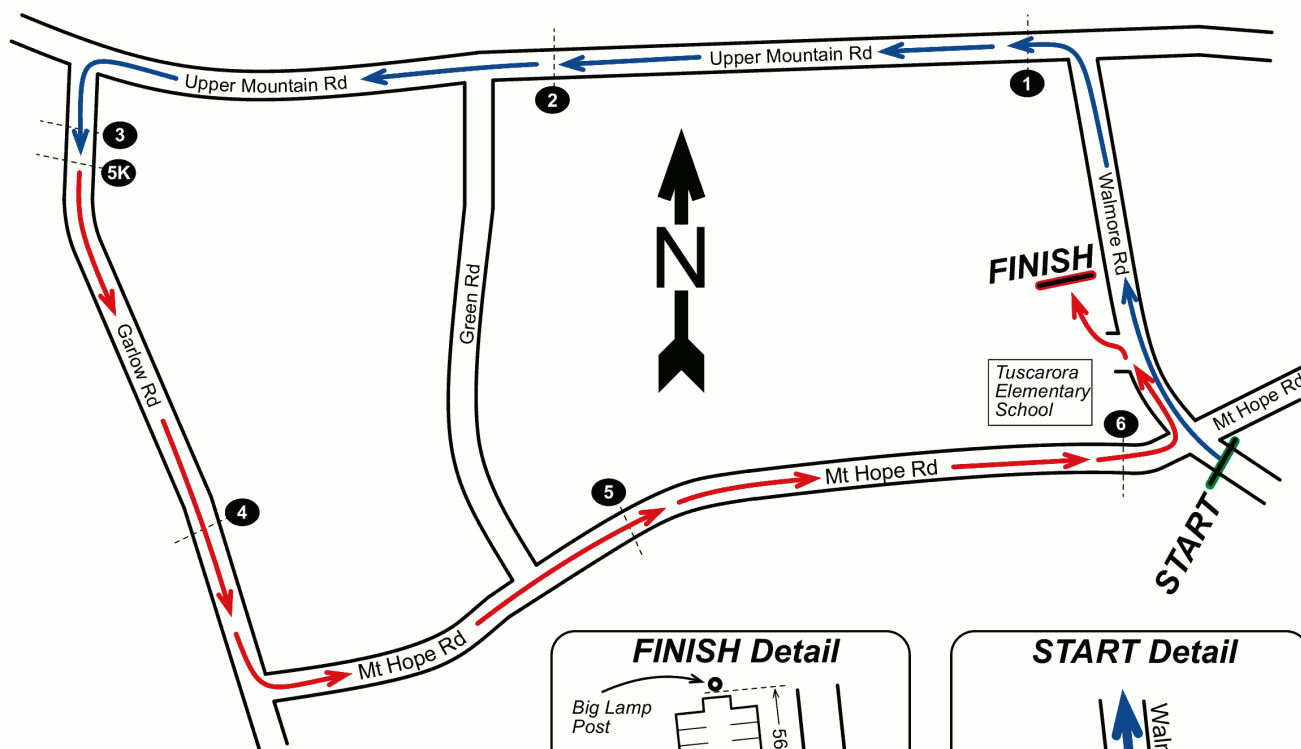 Upper Mountain Rd
Upper Mountain Rd
1
2
3
5K
Walmore Rd
N
FINISH
Green Rd
Garlow Rd
Tuscarora
Elementary
School
Mt Hope Rd
6
Mt Hope Rd
5
4
START
Mt Hope Rd
FINISH Detail
Big Lamp
Post
56
START Detail